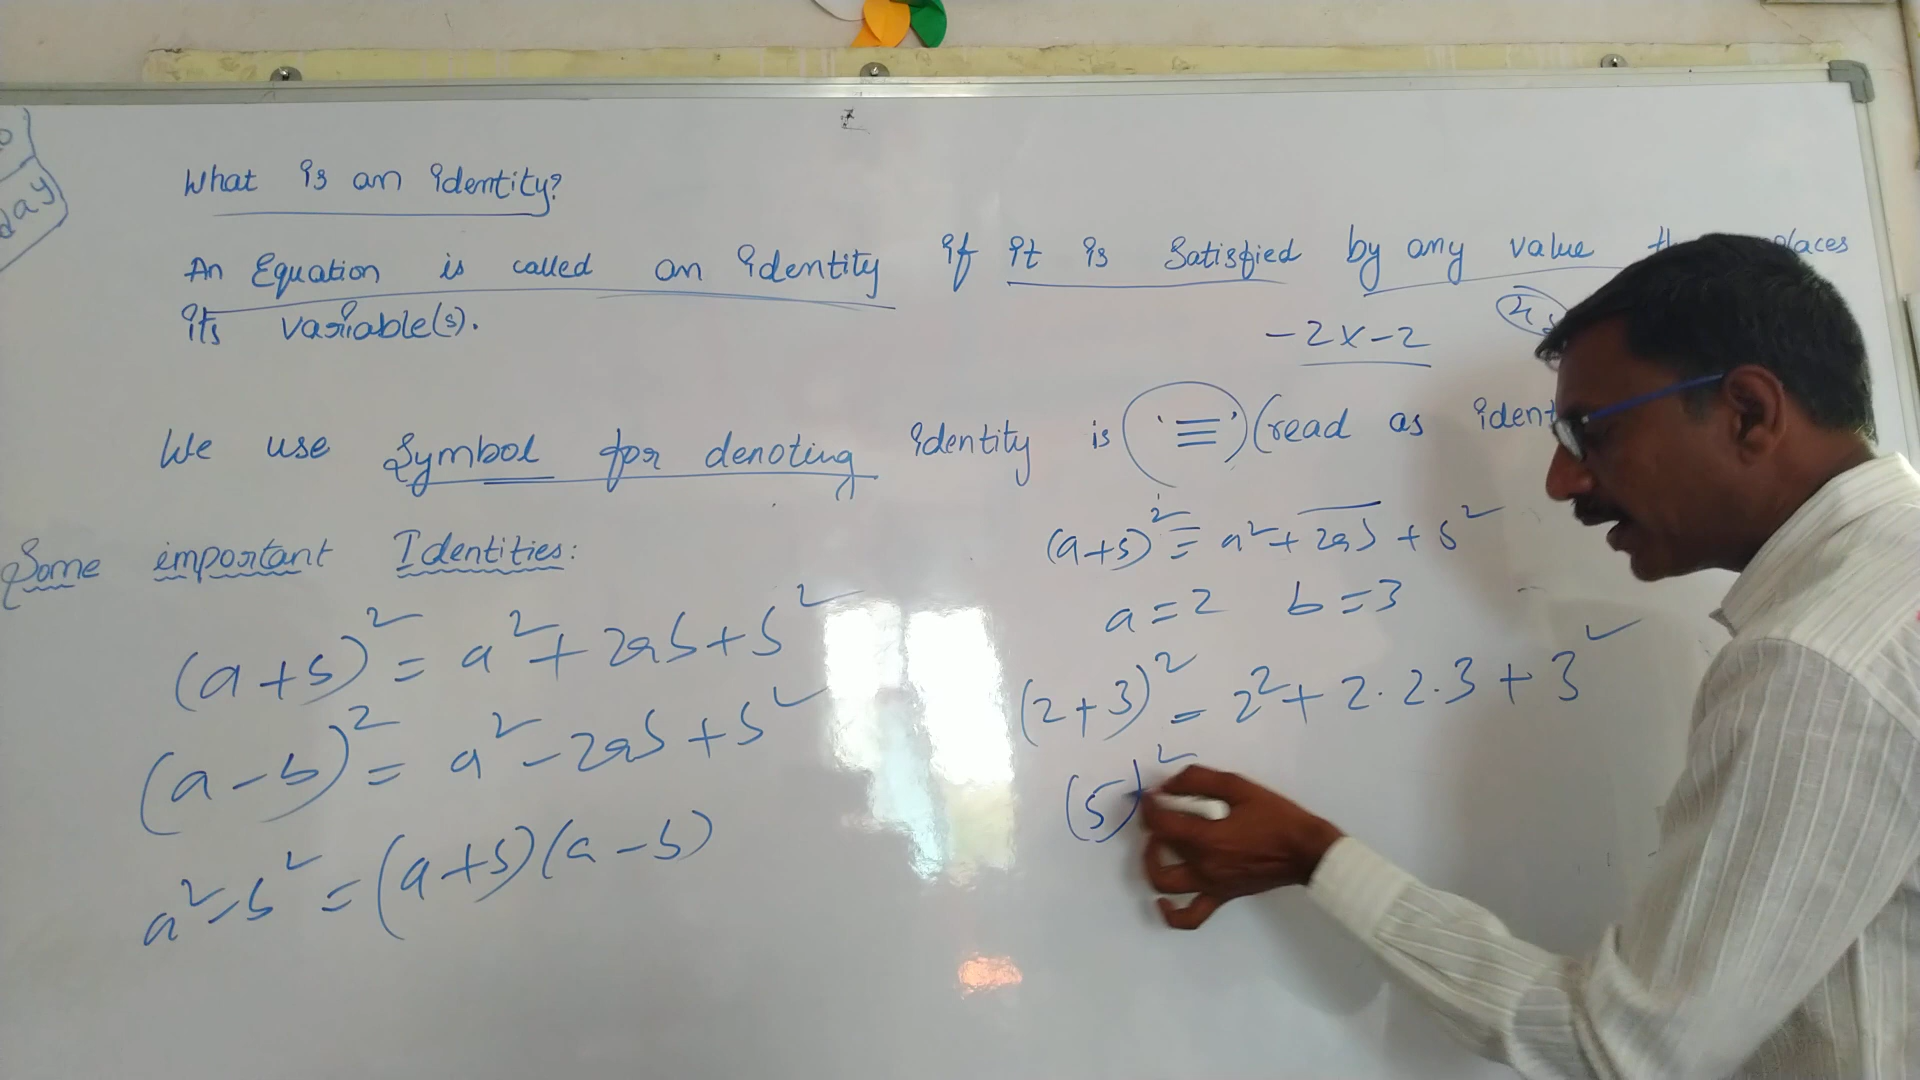 day
What is an identity?
An Equation is called an identity if it is Satisfied by any value
its variable(s).
-2x-2
We use Symbol for denoting identity is '≡' (read as
Some important Identities:
(a+b)² = a²+2ab+b²
(a-b)² = a²-2ab+b²
a²-b² = (a+b)(a-b)
(a+b)² = a²+2ab+b²
a=2 b=3
(2+3)² = 2²+2.2.3+3²
(5)²